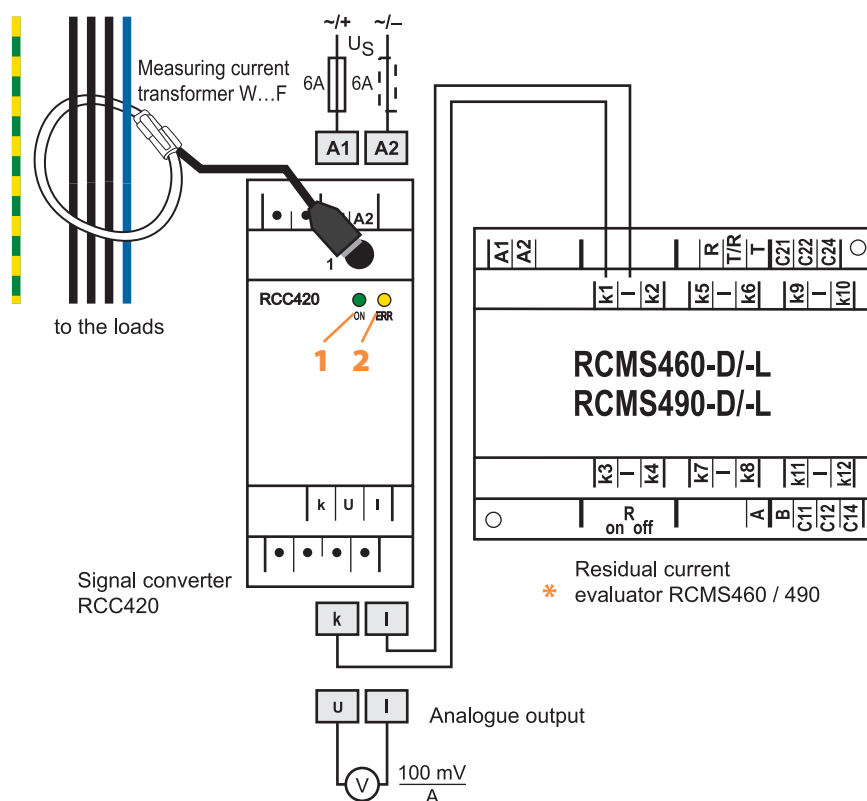 ~/+ ~/–
US
6A 6A
Measuring current
transformer W...F
A1 A2
A2
1
RCC420
ON ERR
1 2
to the loads
k U l
Signal converter
RCC420
k l
U l
Analogue output
V
100 mV
A
A1 A2 R T/R T C21 C22 C24
k1 l k2 k5 l k6 k9 l k10
RCMS460-D/-L
RCMS490-D/-L
k3 l k4 k7 l k8 k11 l k12
R
on off
A B C11 C12 C14
Residual current
* evaluator RCMS460 / 490